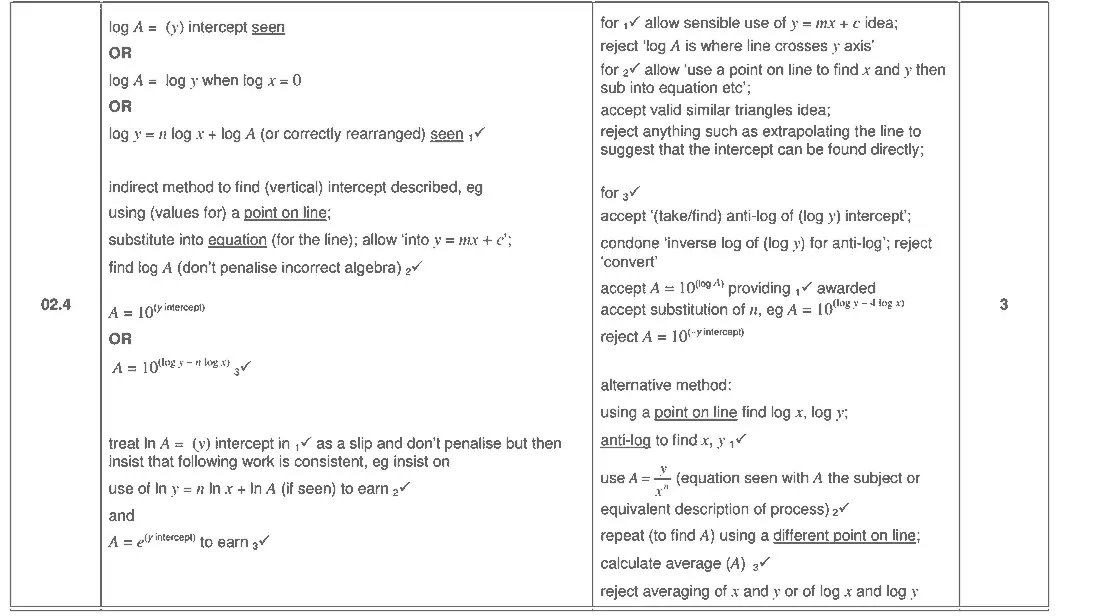 02.4
log A = (y) intercept seen
OR
log A = log y when log x = 0
OR
log y = n log x + log A (or correctly rearranged) seen ₁✓
indirect method to find (vertical) intercept described, eg
using (values for) a point on line;
substitute into equation (for the line); allow 'into y = mx + c';
find log A (don't penalise incorrect algebra) ₂✓
A = 10^(y intercept)
OR
A = 10^(log y – n log x) ₃✓
treat ln A = (y) intercept in ₁✓ as a slip and don't penalise but then
insist that following work is consistent, eg insist on
use of ln y = n ln x + ln A (if seen) to earn ₂✓
and
A = e^(y intercept) to earn ₃✓
for ₁✓ allow sensible use of y = mx + c idea;
reject 'log A is where line crosses y axis'
for ₂✓ allow 'use a point on line to find x and y then
sub into equation etc';
accept valid similar triangles idea;
reject anything such as extrapolating the line to
suggest that the intercept can be found directly;
for ₃✓
accept '(take/find) anti-log of (log y) intercept';
condone 'inverse log of (log y) for anti-log'; reject
'convert'
accept A = 10^(log A) providing ₁✓ awarded
accept substitution of n, eg A = 10^(log y – 4 log x)
reject A = 10^(–y intercept)
alternative method:
using a point on line find log x, log y;
anti-log to find x, y ₁✓
use A = y/x^n (equation seen with A the subject or
equivalent description of process) ₂✓
repeat (to find A) using a different point on line;
calculate average (A) ₃✓
reject averaging of x and y or of log x and log y
3